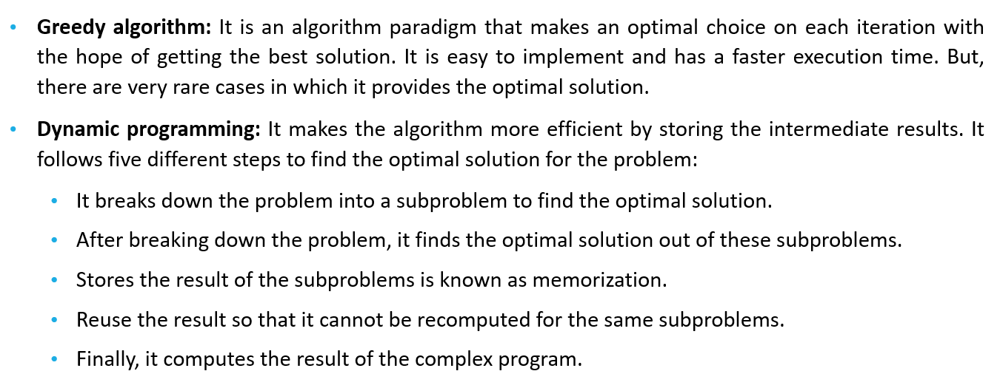 • Greedy algorithm: It is an algorithm paradigm that makes an optimal choice on each iteration with
the hope of getting the best solution. It is easy to implement and has a faster execution time. But,
there are very rare cases in which it provides the optimal solution.
• Dynamic programming: It makes the algorithm more efficient by storing the intermediate results. It
follows five different steps to find the optimal solution for the problem:
• It breaks down the problem into a subproblem to find the optimal solution.
• After breaking down the problem, it finds the optimal solution out of these subproblems.
• Stores the result of the subproblems is known as memorization.
• Reuse the result so that it cannot be recomputed for the same subproblems.
• Finally, it computes the result of the complex program.